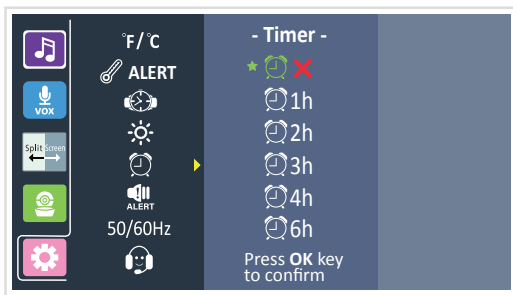 VOX
Split Screen
°F/°C
ALERT
ALERT
50/60Hz
- Timer -
1h
2h
3h
4h
6h
Press OK key
to confirm